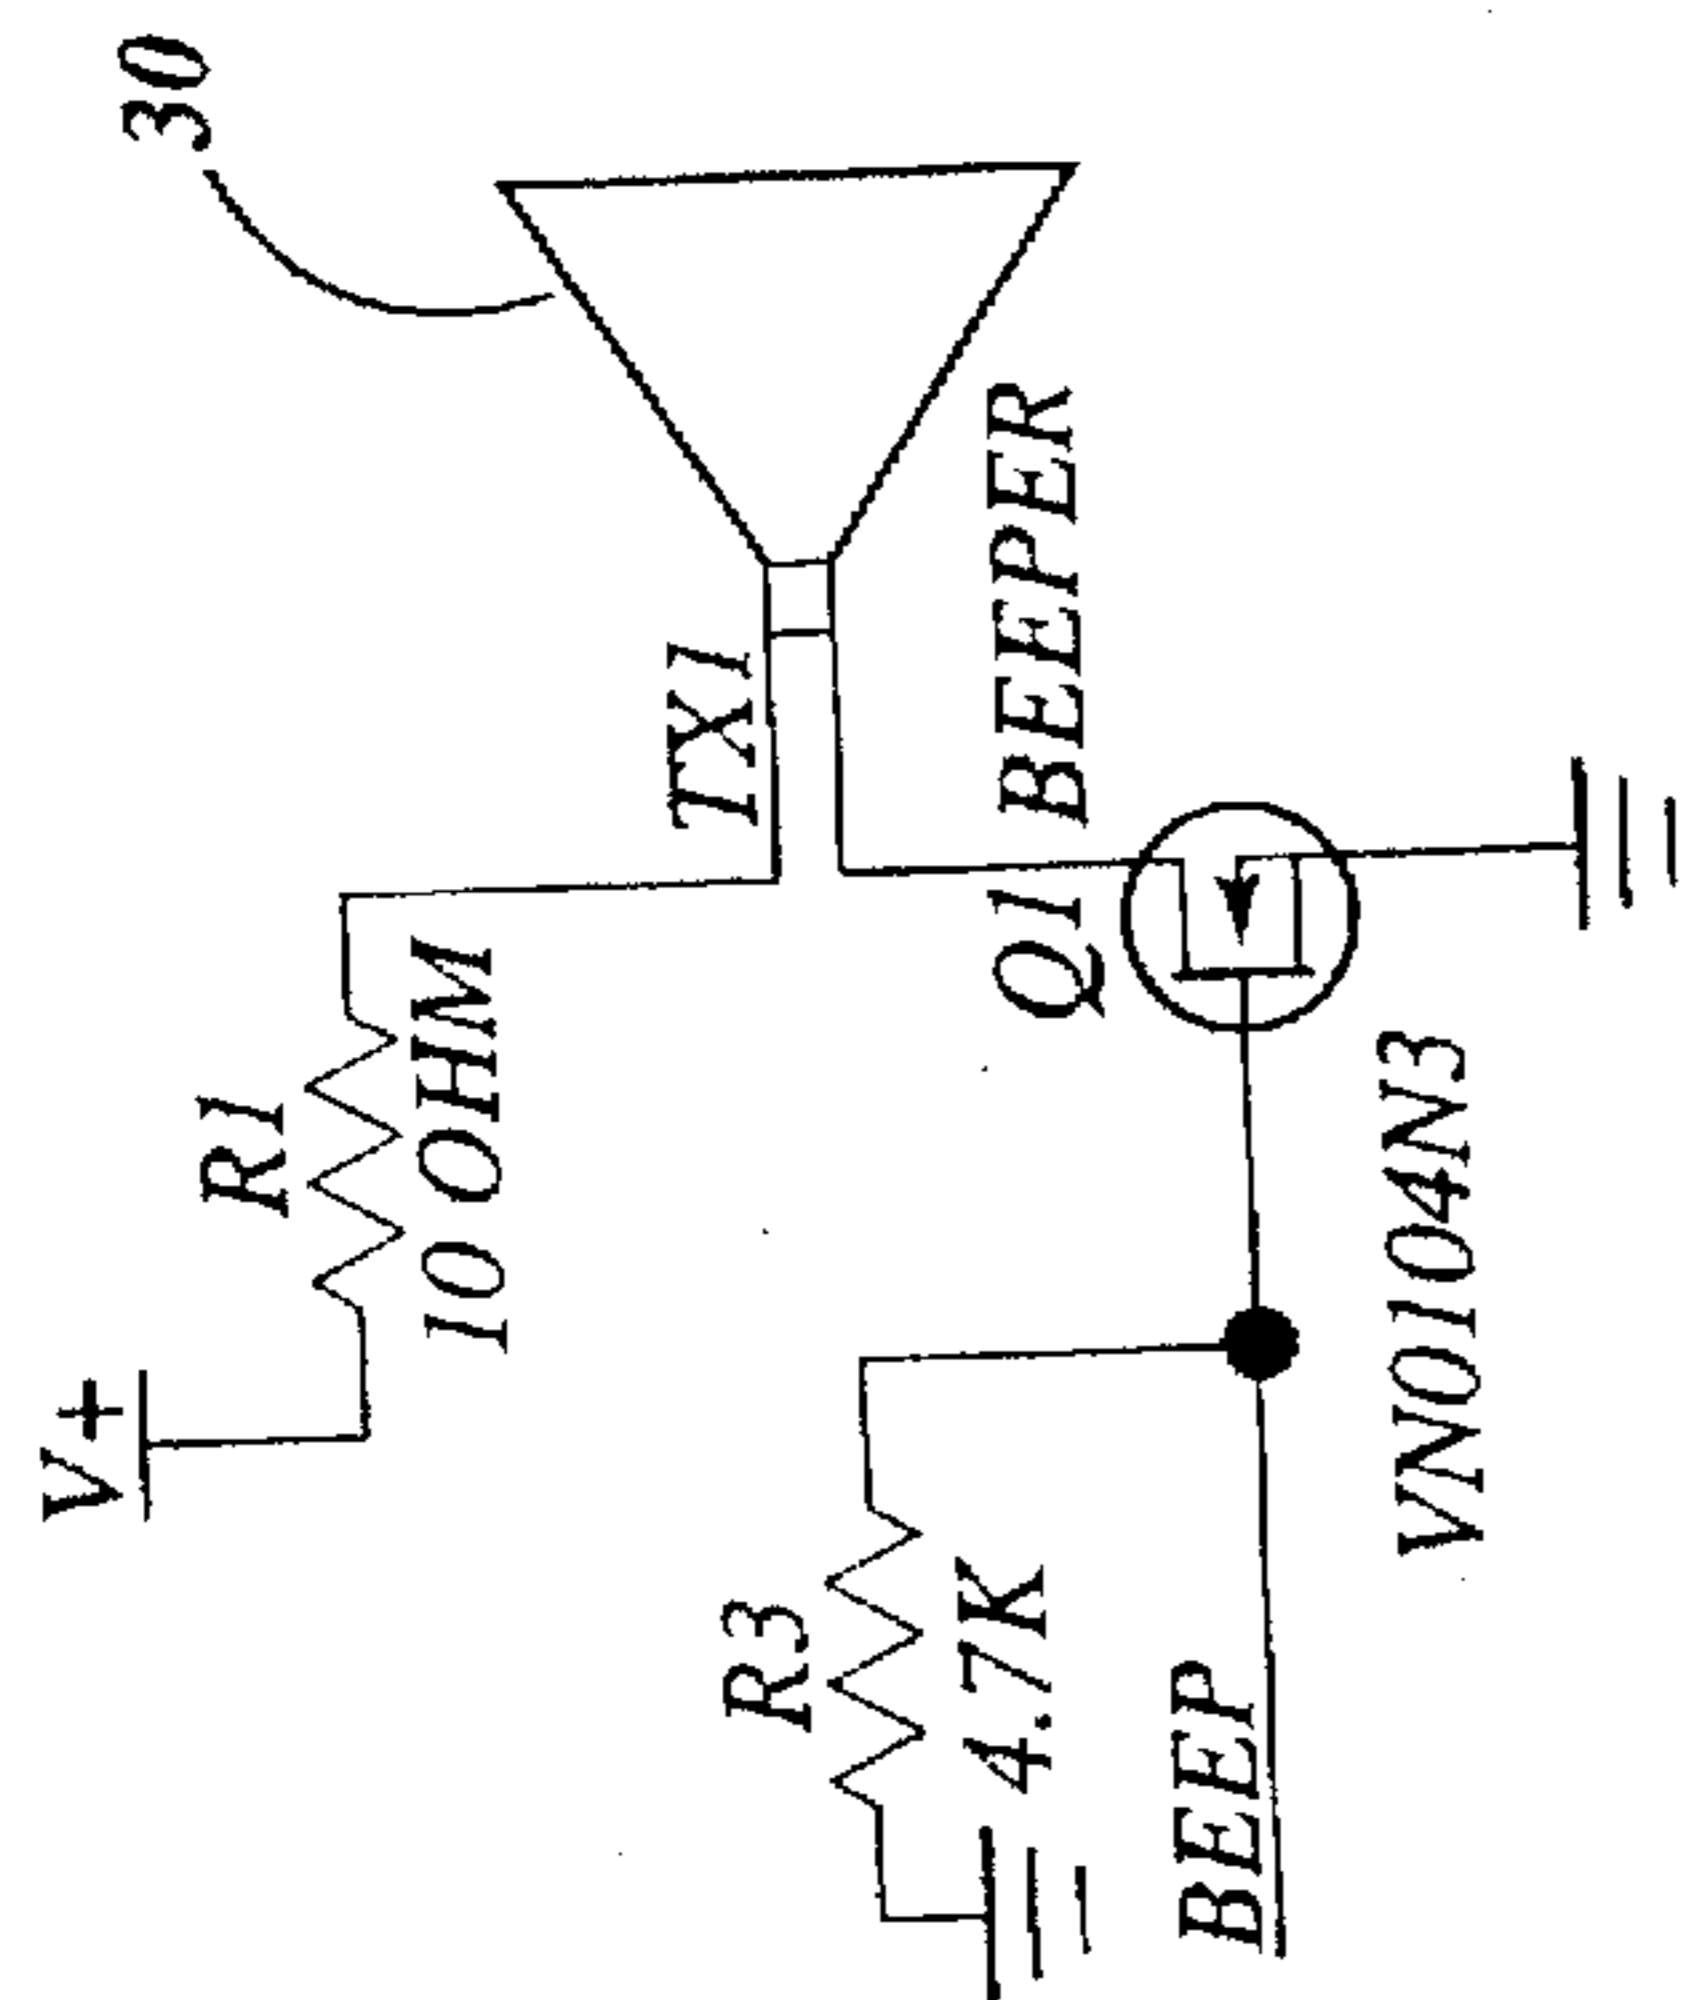 30
V+
R1
10 OHM
TX1
R3
4.7K
Q1 BEEPER
BEEP
VN0104N3